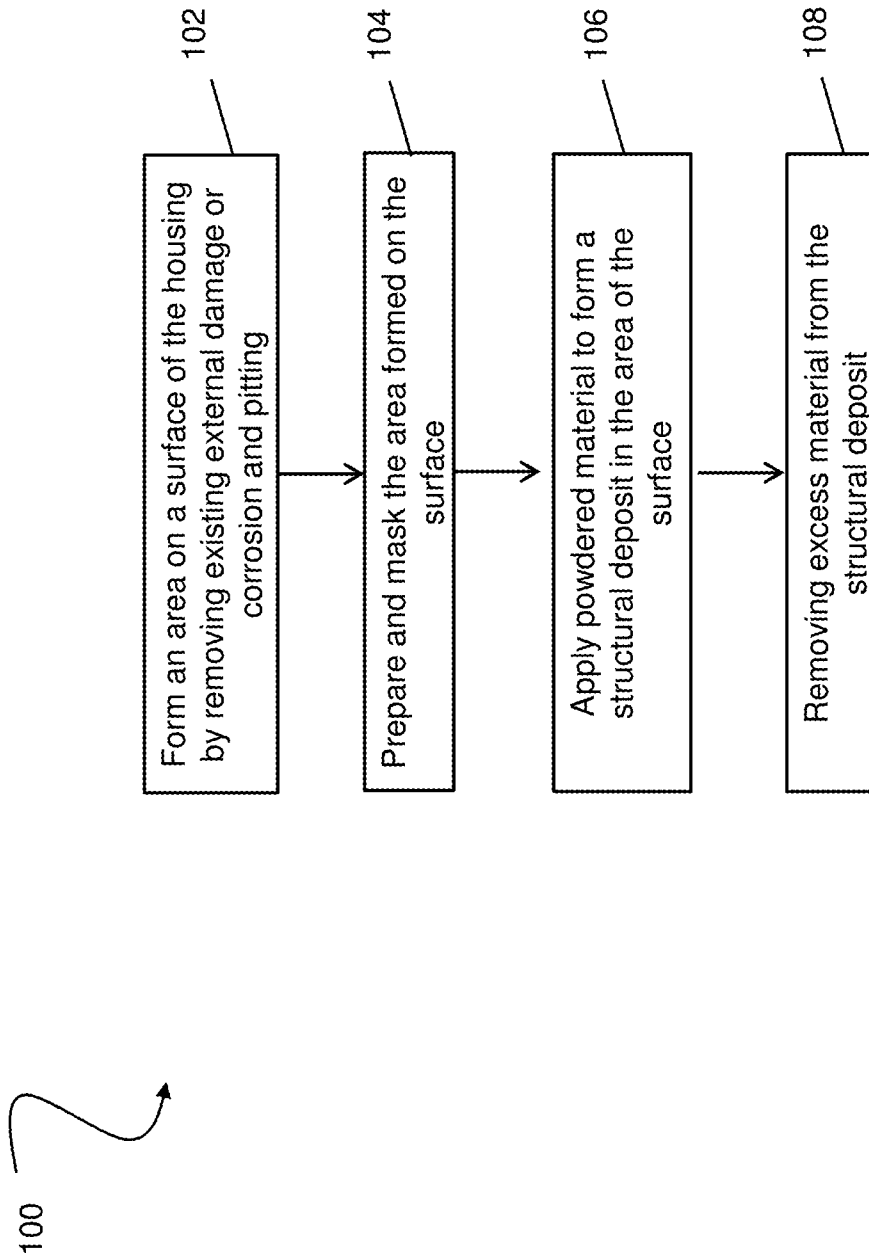 100
Form an area on a surface of the housing
by removing existing external damage or
corrosion and pitting
102
Prepare and mask the area formed on the
surface
104
Apply powdered material to form a
structural deposit in the area of the
surface
106
Removing excess material from the
structural deposit
108